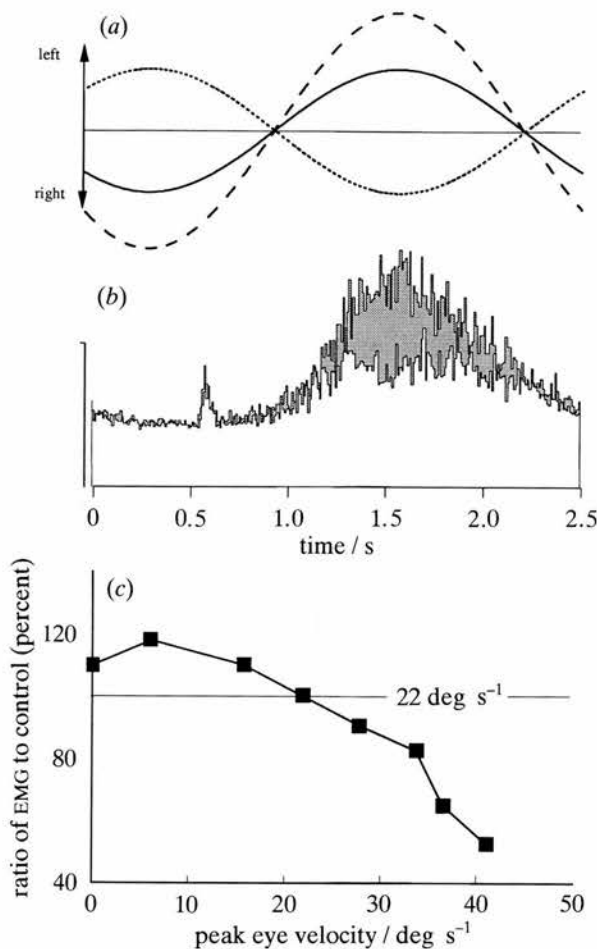 (a)
left
right
(b)
0 0.5 1.0 1.5 2.0 2.5
time / s
(c)
ratio of EMG to control (percent)
120
80
40
22 deg s⁻¹
0 10 20 30 40 50
peak eye velocity / deg s⁻¹